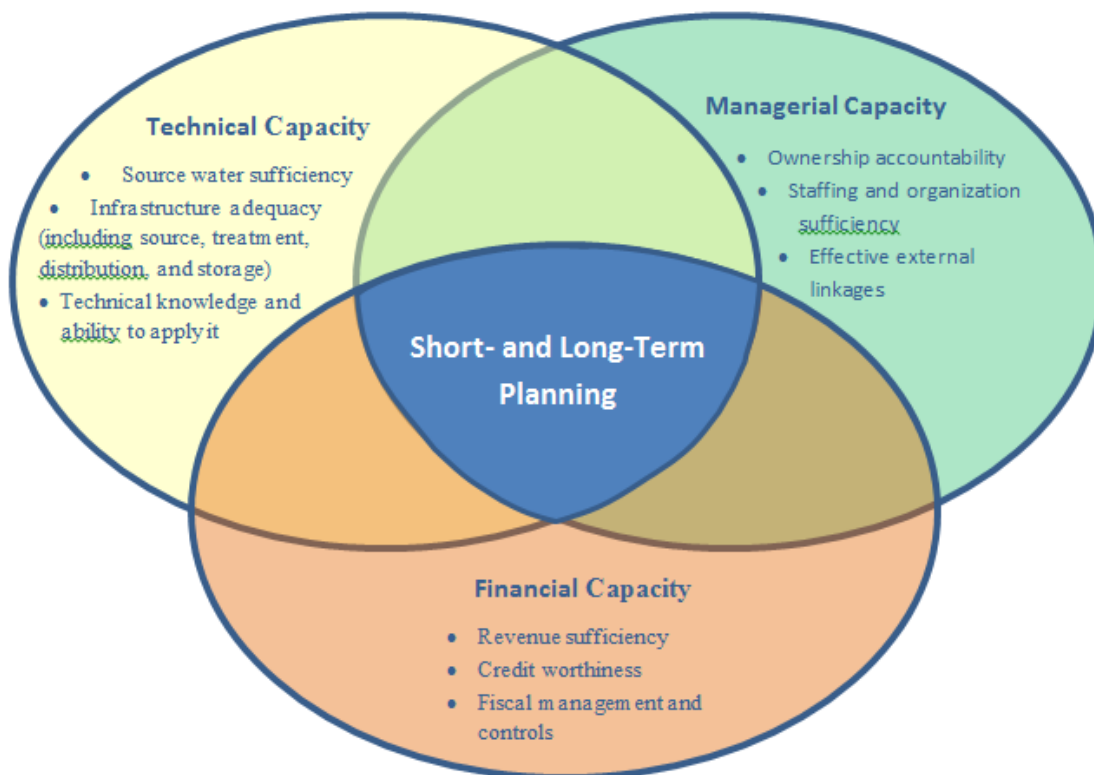 Technical Capacity
• Source water sufficiency
• Infrastructure adequacy
(including source, treatment,
distribution, and storage)
• Technical knowledge and
ability to apply it
Managerial Capacity
• Ownership accountability
• Staffing and organization
sufficiency
• Effective external
linkages
Short- and Long-Term
Planning
Financial Capacity
• Revenue sufficiency
• Credit worthiness
• Fiscal management and
controls